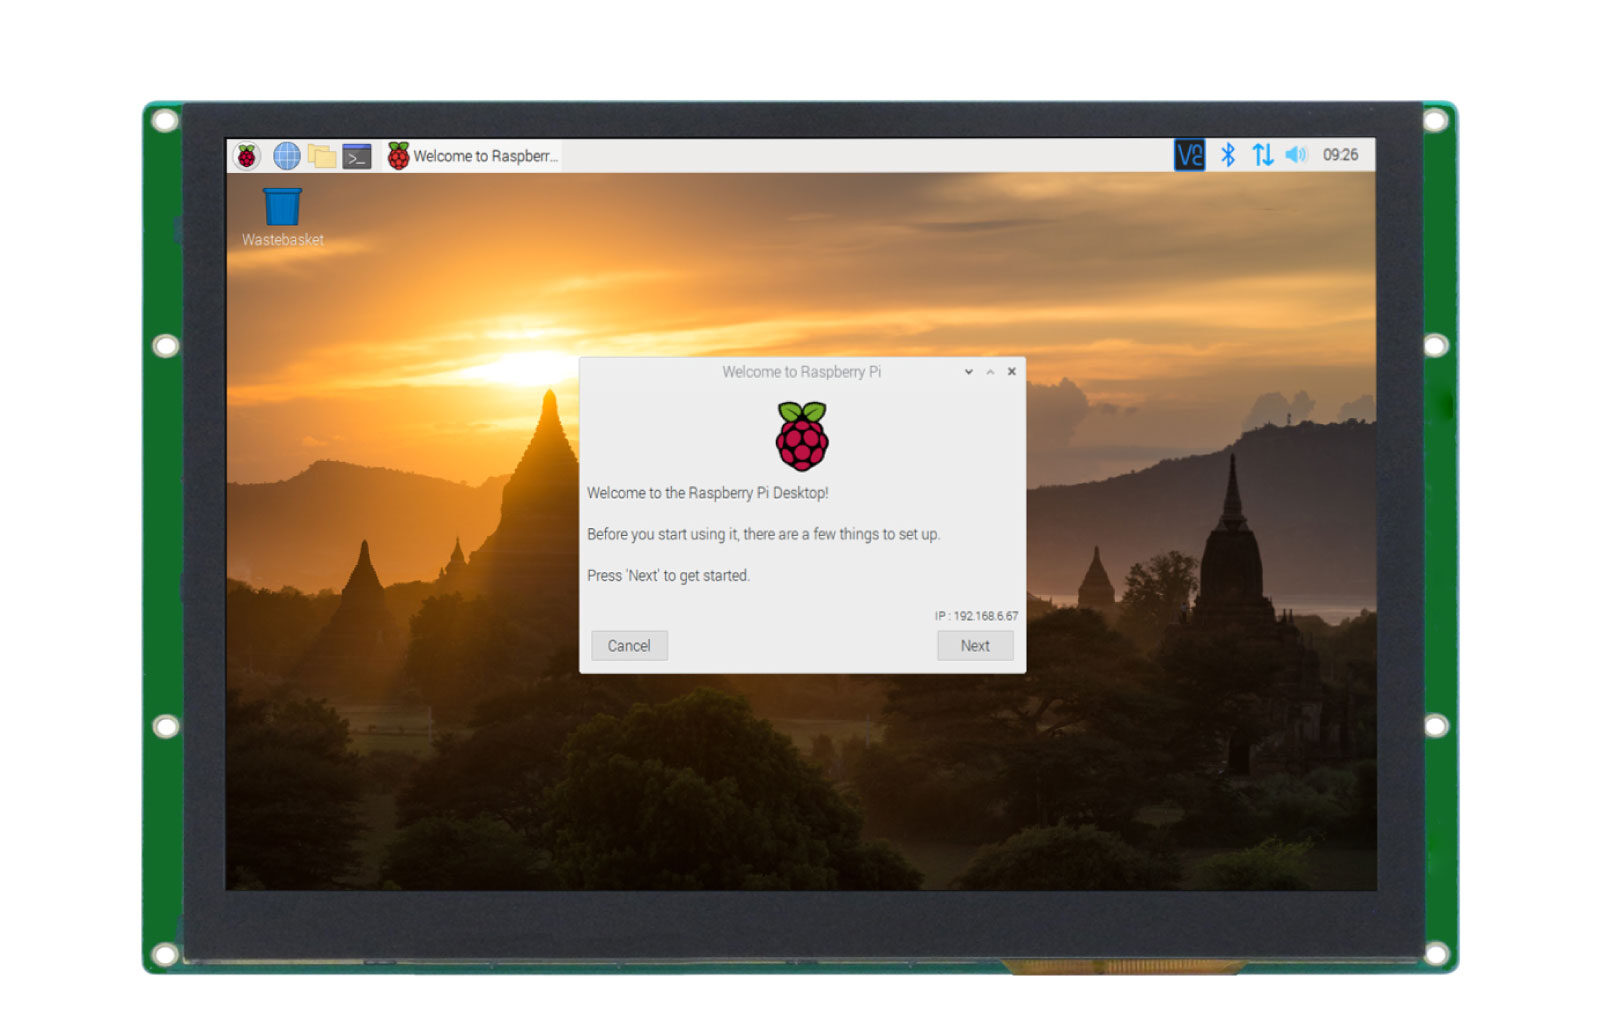 Welcome to Raspberr...
V2
09:26
Wastebasket
Welcome to Raspberry Pi
Welcome to the Raspberry Pi Desktop!
Before you start using it, there are a few things to set up.
Press 'Next' to get started.
IP : 192.168.6.67
Cancel
Next